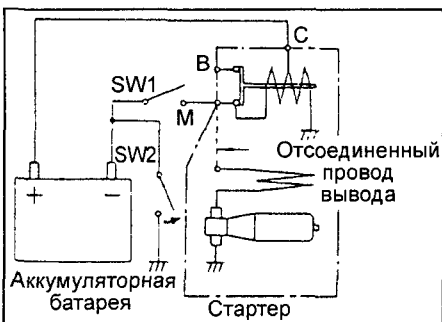 C
B
SW1
M
SW2
Отсоединенный
провод
вывода
+ −
Аккумуляторная
батарея
Стартер